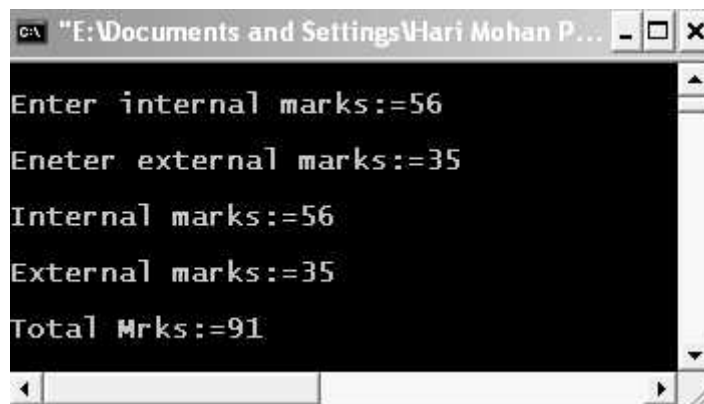 "E:\Documents and Settings\Hari Mohan P...
Enter internal marks:=56
Eneter external marks:=35
Internal marks:=56
External marks:=35
Total Mrks:=91